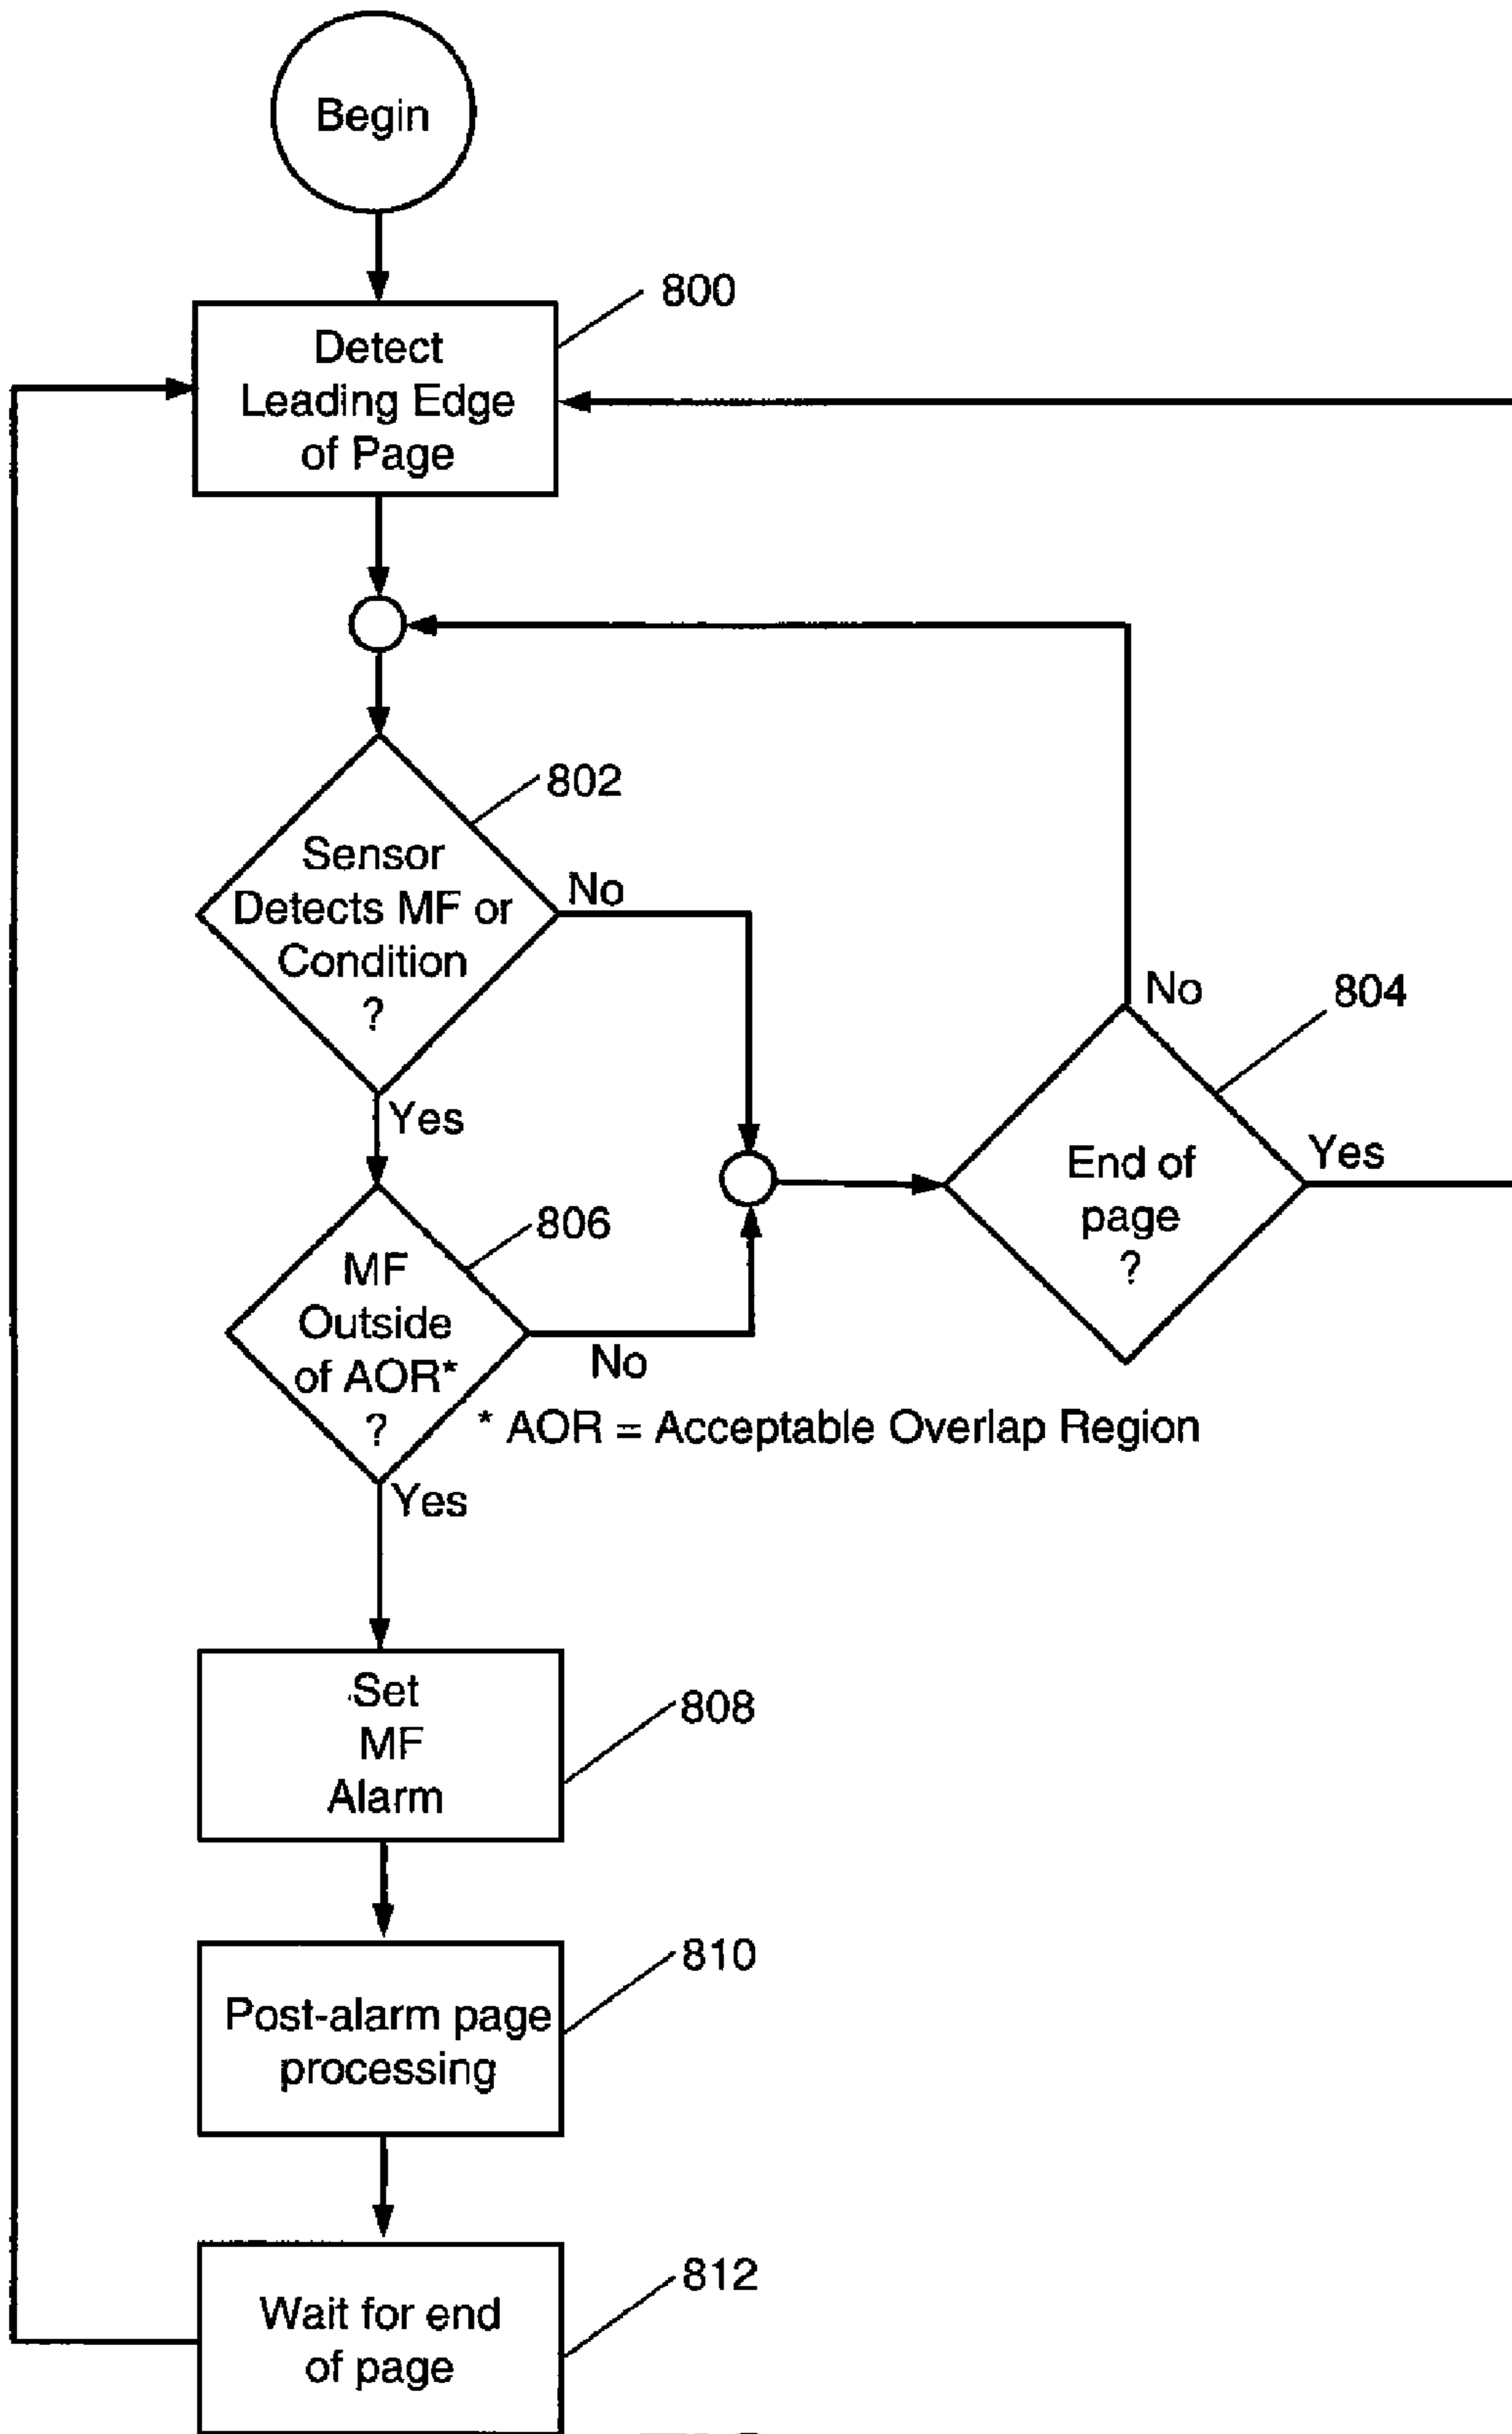 Begin
800
Detect
Leading Edge
of Page
802
Sensor
Detects MF or
Condition
?
No
Yes
No
804
End of
page
?
Yes
806
MF
Outside
of AOR*
?
No
* AOR = Acceptable Overlap Region
Yes
808
Set
MF
Alarm
810
Post-alarm page
processing
812
Wait for end
of page